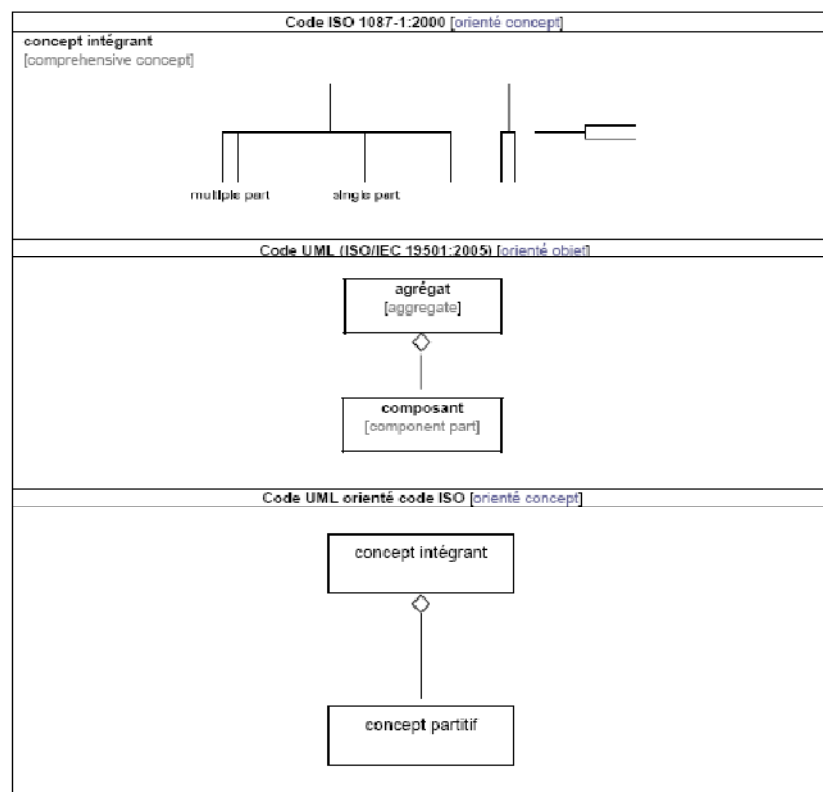 Code ISO 1087-1:2000 [orienté concept]
concept intégrant
[comprehensive concept]
multiple part
single part
Code UML (ISO/IEC 19501:2005) [orienté objet]
agrégat
[aggregate]
composant
[component part]
Code UML orienté code ISO [orienté concept]
concept intégrant
concept partitif